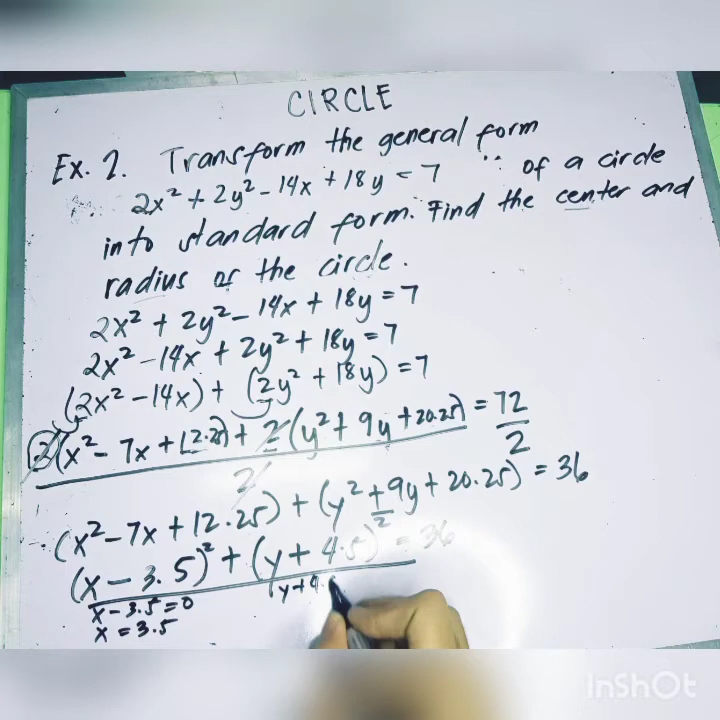 CIRCLE
Ex. 2. Transform the general form
2x² + 2y² - 14x + 18y = 7 of a circle
into standard form. Find the center and
radius of the circle.
2x² + 2y² - 14x + 18y = 7
2x² - 14x + 2y² + 18y = 7
(2x² - 14x) + (2y² + 18y) = 7
2(x² - 7x + 12.25) + 2(y² + 9y + 20.25) = 72
2 2
(x² - 7x + 12.25) + (y² + 9y + 20.25) = 36
(x - 3.5)² + (y + 4.5)² = 36
x - 3.5 = 0 y + 4.
x = 3.5
InShOt